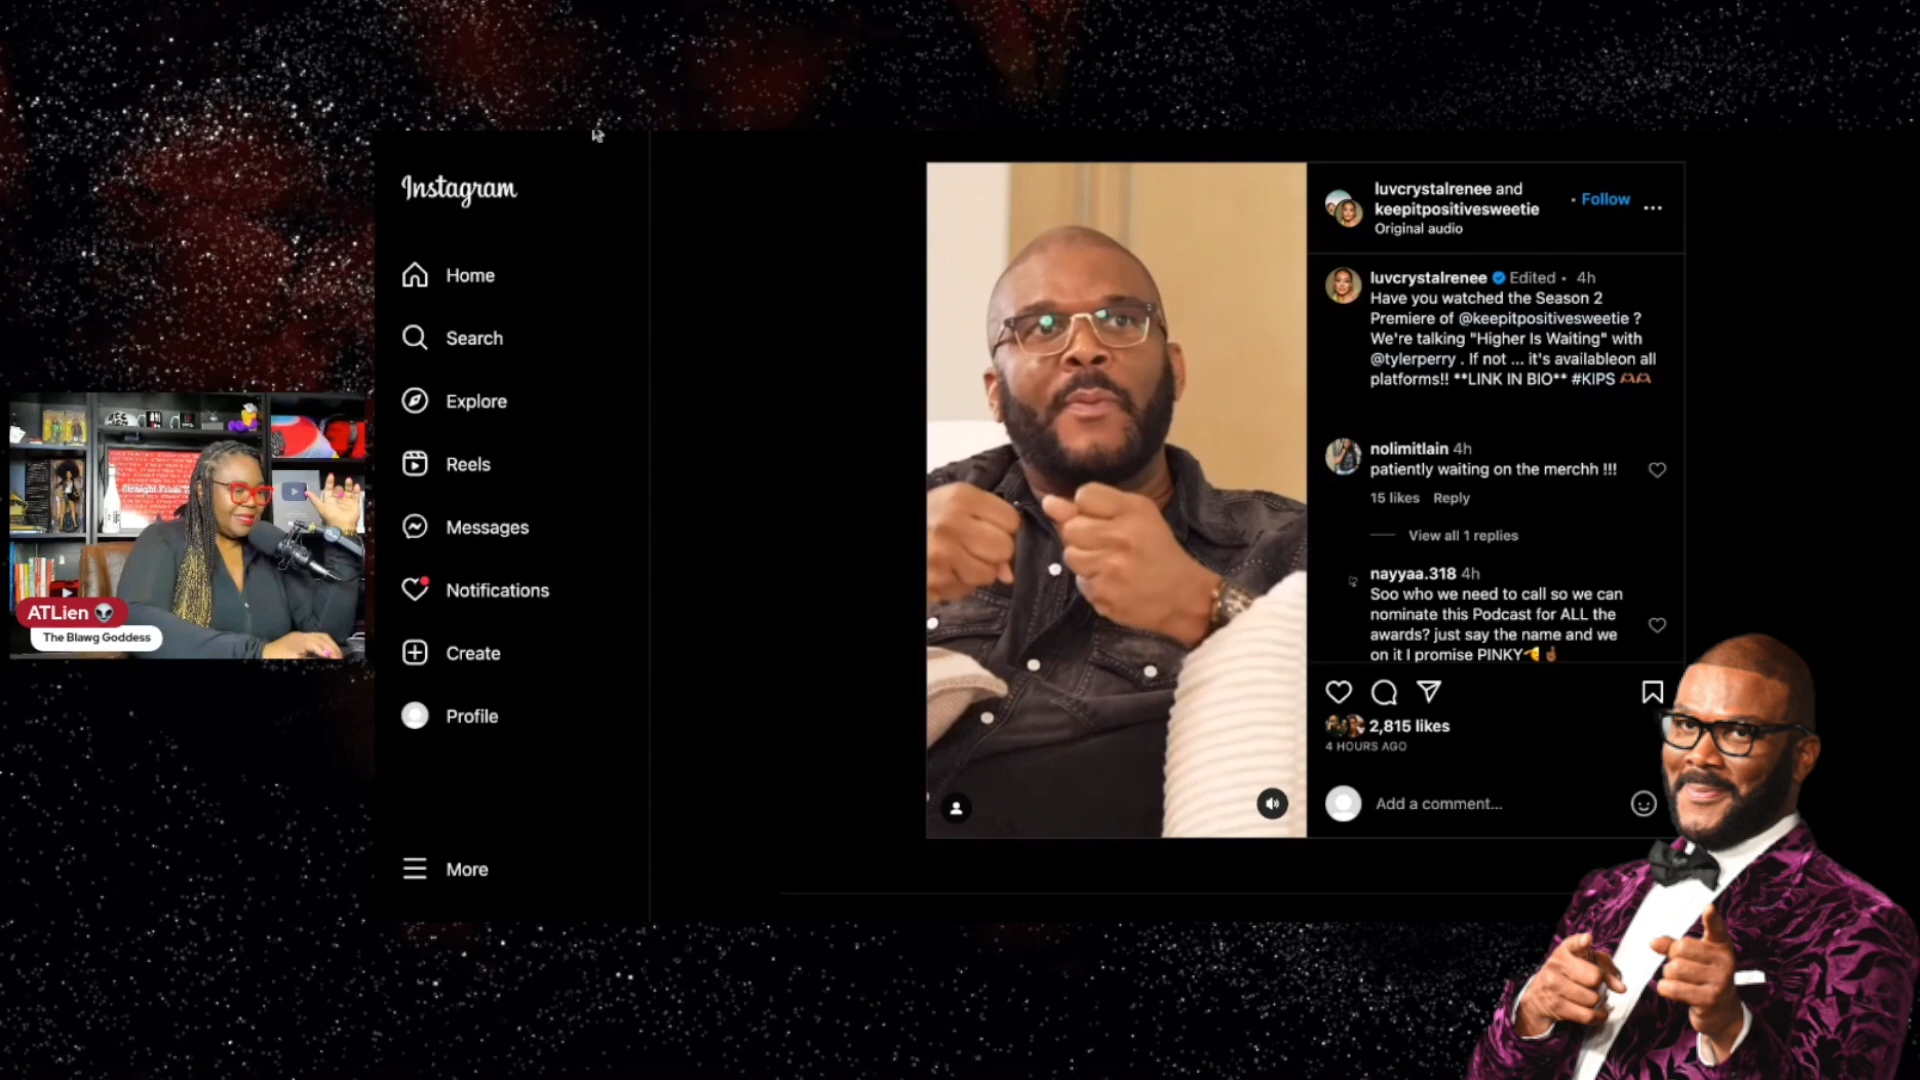 Instagram
Home
Search
Explore
Reels
Messages
Notifications
Create
Profile
More
Straight From
ATLien 👽
The Blawg Goddess
luvcrystalrenee and
keepitpositivesweetie
Original audio
• Follow
...
luvcrystalrenee Edited • 4h
Have you watched the Season 2
Premiere of @keepitpositivesweetie ?
We're talking "Higher Is Waiting" with
@tylerperry . If not ... it's availableon all
platforms!! **LINK IN BIO** #KIPS 🫶🏾🫶🏾
nolimitlain 4h
patiently waiting on the merchh !!!
15 likes Reply
View all 1 replies
nayyaa.318 4h
Soo who we need to call so we can
nominate this Podcast for ALL the
awards? just say the name and we
on it I promise PINKY🫱🤞🏾
2,815 likes
4 HOURS AGO
Add a comment...